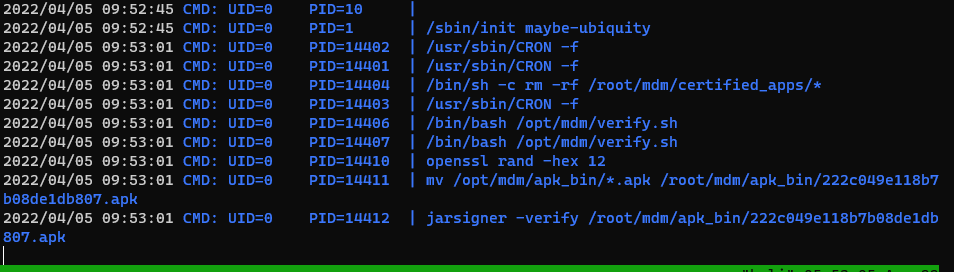 2022/04/05 09:52:45 CMD: UID=0    PID=10     |
2022/04/05 09:52:45 CMD: UID=0    PID=1      | /sbin/init maybe-ubiquity
2022/04/05 09:53:01 CMD: UID=0    PID=14402  | /usr/sbin/CRON -f
2022/04/05 09:53:01 CMD: UID=0    PID=14401  | /usr/sbin/CRON -f
2022/04/05 09:53:01 CMD: UID=0    PID=14404  | /bin/sh -c rm -rf /root/mdm/certified_apps/*
2022/04/05 09:53:01 CMD: UID=0    PID=14403  | /usr/sbin/CRON -f
2022/04/05 09:53:01 CMD: UID=0    PID=14406  | /bin/bash /opt/mdm/verify.sh
2022/04/05 09:53:01 CMD: UID=0    PID=14407  | /bin/bash /opt/mdm/verify.sh
2022/04/05 09:53:01 CMD: UID=0    PID=14410  | openssl rand -hex 12
2022/04/05 09:53:01 CMD: UID=0    PID=14411  | mv /opt/mdm/apk_bin/*.apk /root/mdm/apk_bin/222c049e118b7
b08de1db807.apk
2022/04/05 09:53:01 CMD: UID=0    PID=14412  | jarsigner -verify /root/mdm/apk_bin/222c049e118b7b08de1db
807.apk